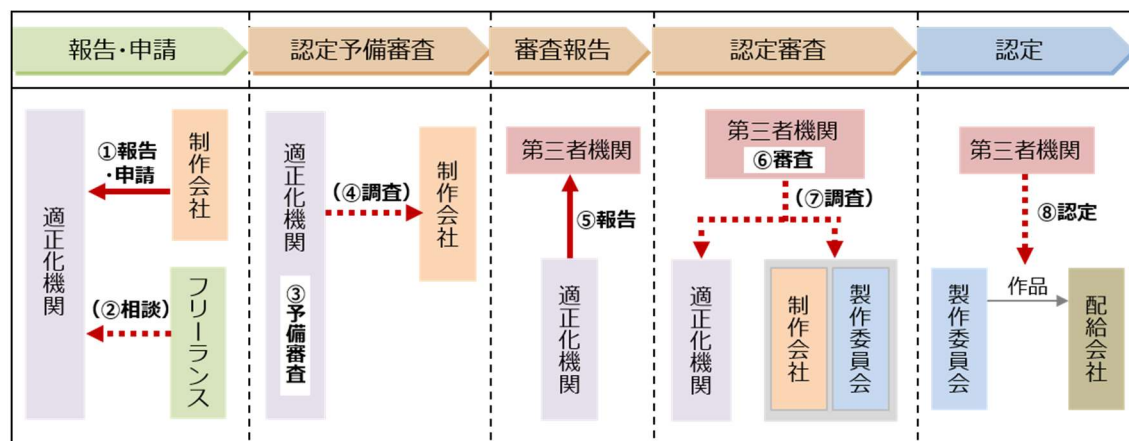 報告・申請
認定予備審査
審査報告
認定審査
認定
適正化機関
①報告
・申請
制作会社
(②相談)
フリーランス
適正化機関
③予備審査
(④調査)
制作会社
第三者機関
⑤報告
適正化機関
第三者機関
⑥審査
(⑦調査)
適正化機関
制作会社
製作委員会
第三者機関
⑧認定
製作委員会
作品
配給会社